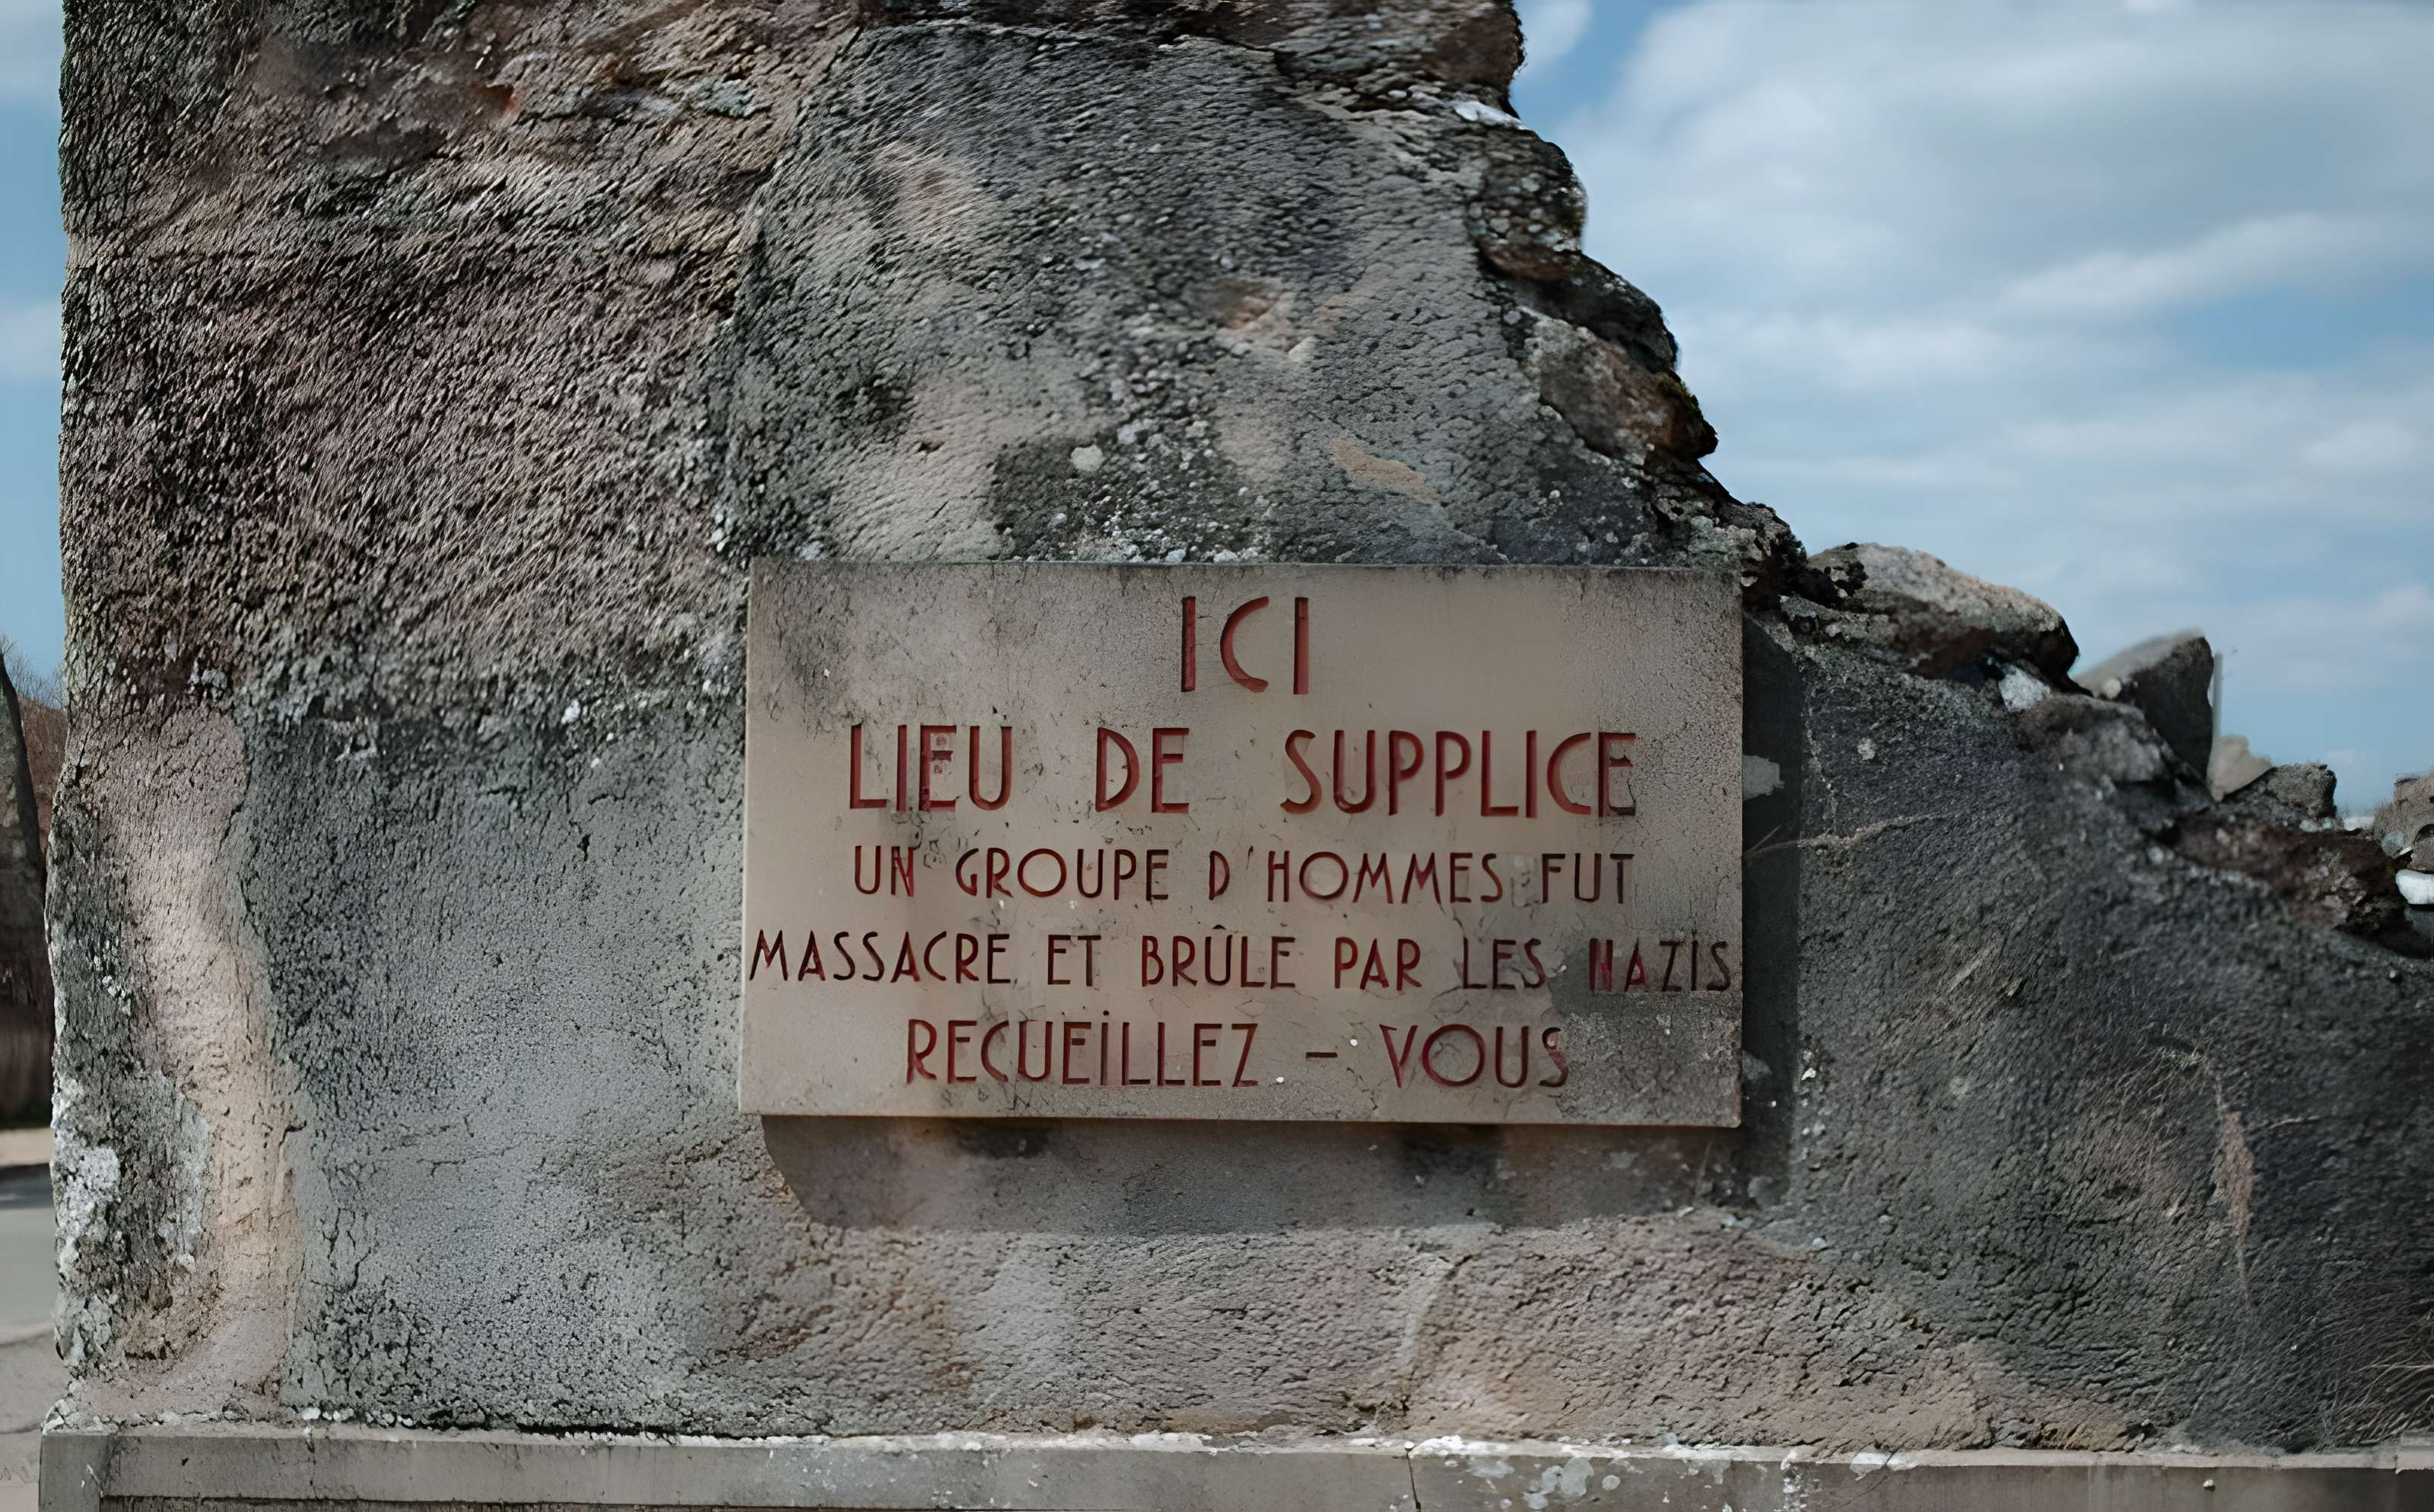 ICI
LIEU DE SUPPLICE
UN GROUPE D'HOMMES FUT
MASSACRE ET BRÛLE PAR LES NAZIS
RECUEILLEZ - VOUS